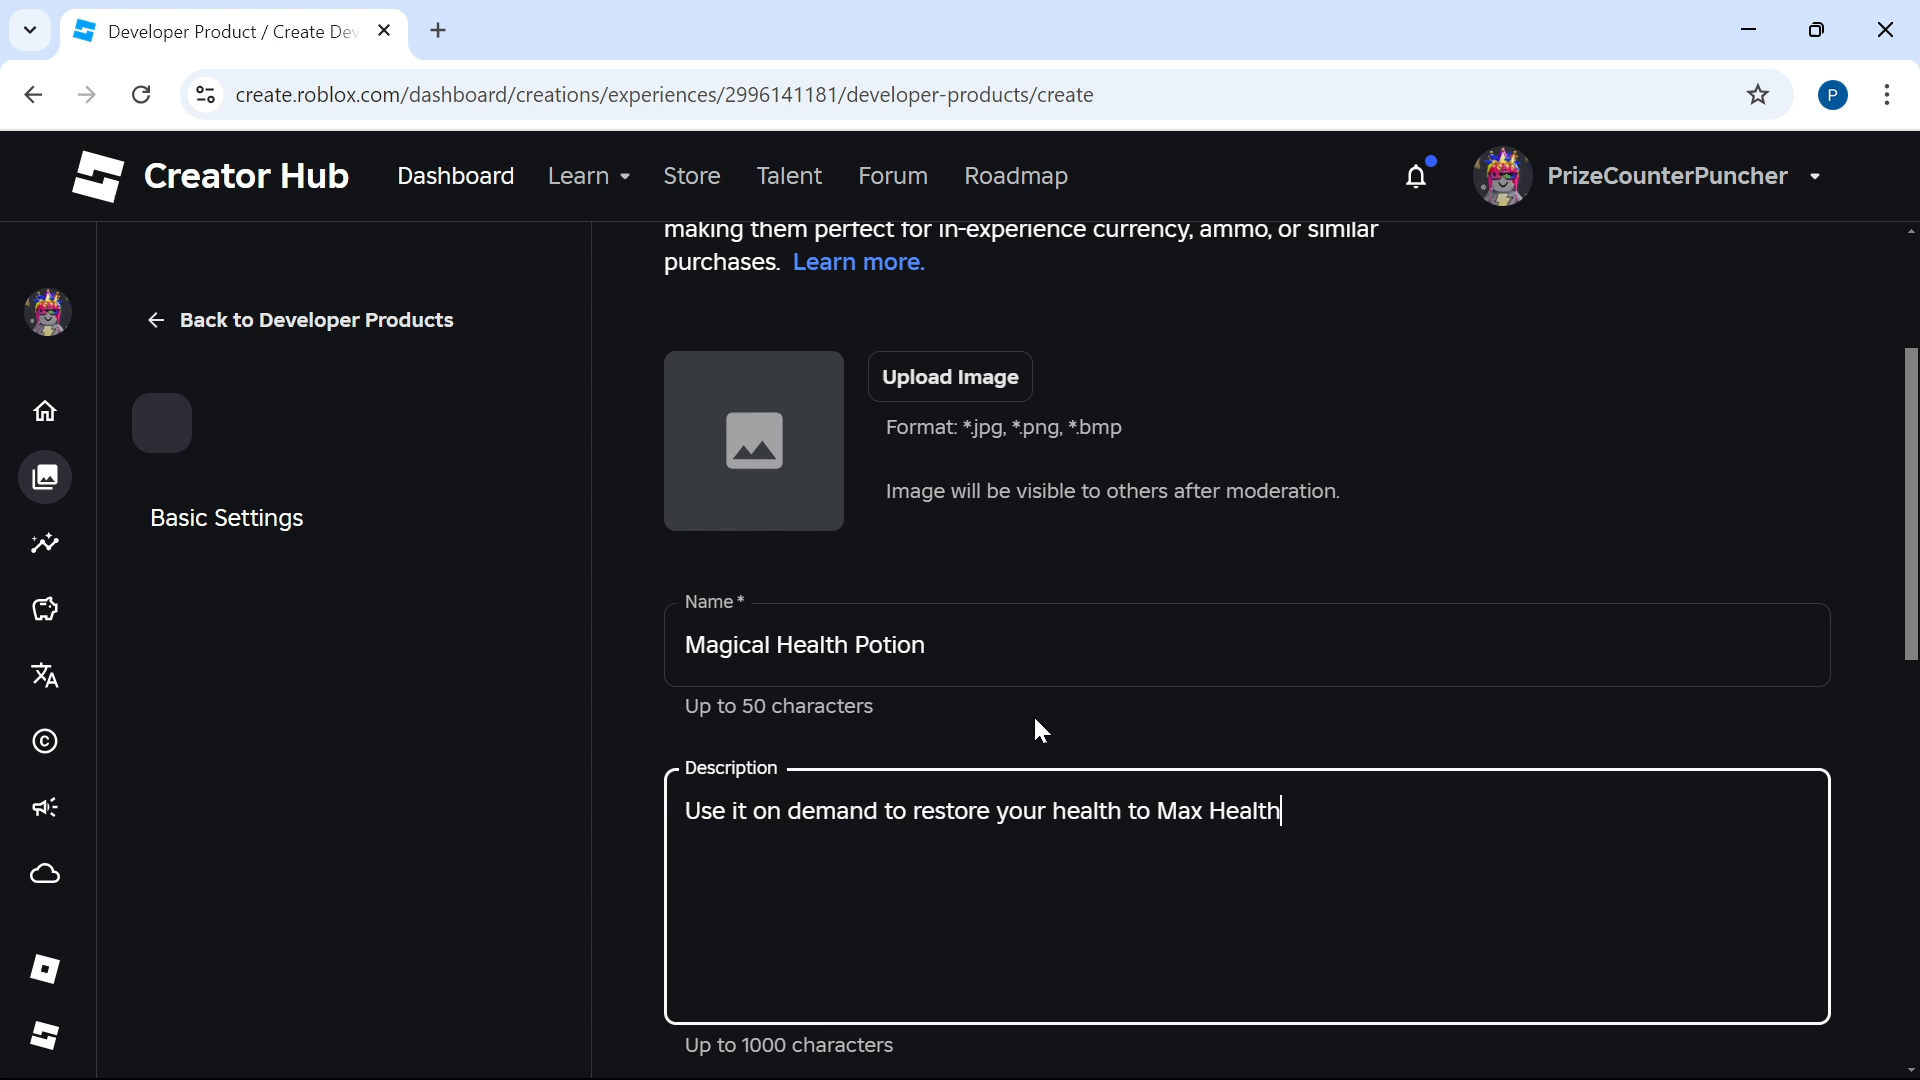 Developer Product / Create De
create.roblox.com/dashboard/creations/experiences/2996141181/developer-products/create
P
Creator Hub
Dashboard
Learn
Store
Talent
Forum
Roadmap
PrizeCounterPuncher
making them perfect for in-experience currency, ammo, or similar
purchases. Learn more.
Back to Developer Products
Upload Image
Format: *.jpg, *.png, *.bmp
Image will be visible to others after moderation.
Basic Settings
Name *
Magical Health Potion
Up to 50 characters
Description
Use it on demand to restore your health to Max Health
Up to 1000 characters